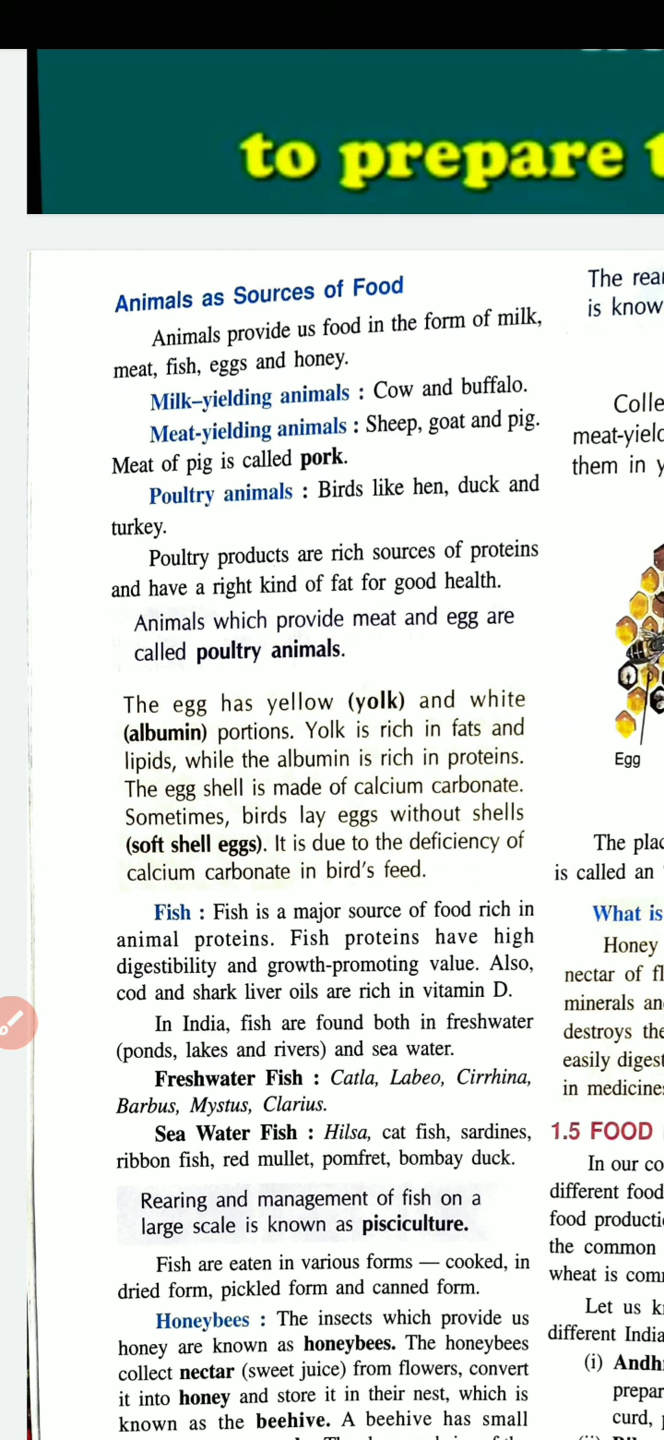 to prepare
Animals as Sources of Food
Animals provide us food in the form of milk,
meat, fish, eggs and honey.
Milk–yielding animals : Cow and buffalo.
Meat-yielding animals : Sheep, goat and pig.
Meat of pig is called pork.
Poultry animals : Birds like hen, duck and
turkey.
Poultry products are rich sources of proteins
and have a right kind of fat for good health.
Animals which provide meat and egg are
called poultry animals.
The egg has yellow (yolk) and white
(albumin) portions. Yolk is rich in fats and
lipids, while the albumin is rich in proteins.
The egg shell is made of calcium carbonate.
Sometimes, birds lay eggs without shells
(soft shell eggs). It is due to the deficiency of
calcium carbonate in bird's feed.
Fish : Fish is a major source of food rich in
animal proteins. Fish proteins have high
digestibility and growth-promoting value. Also,
cod and shark liver oils are rich in vitamin D.
In India, fish are found both in freshwater
(ponds, lakes and rivers) and sea water.
Freshwater Fish : Catla, Labeo, Cirrhina,
Barbus, Mystus, Clarius.
Sea Water Fish : Hilsa, cat fish, sardines,
ribbon fish, red mullet, pomfret, bombay duck.
Rearing and management of fish on a
large scale is known as pisciculture.
Fish are eaten in various forms — cooked, in
dried form, pickled form and canned form.
Honeybees : The insects which provide us
honey are known as honeybees. The honeybees
collect nectar (sweet juice) from flowers, convert
it into honey and store it in their nest, which is
known as the beehive. A beehive has small
The
is know
Colle
meat-yield
them in
Egg
The
is called an
What is
Honey
nectar of
minerals
destroys the
easily digest
in medicine
1.5 FOOD
In our
different food
food producti
the common
wheat is com
Let us
different India
(i) Andh
prepar
curd,